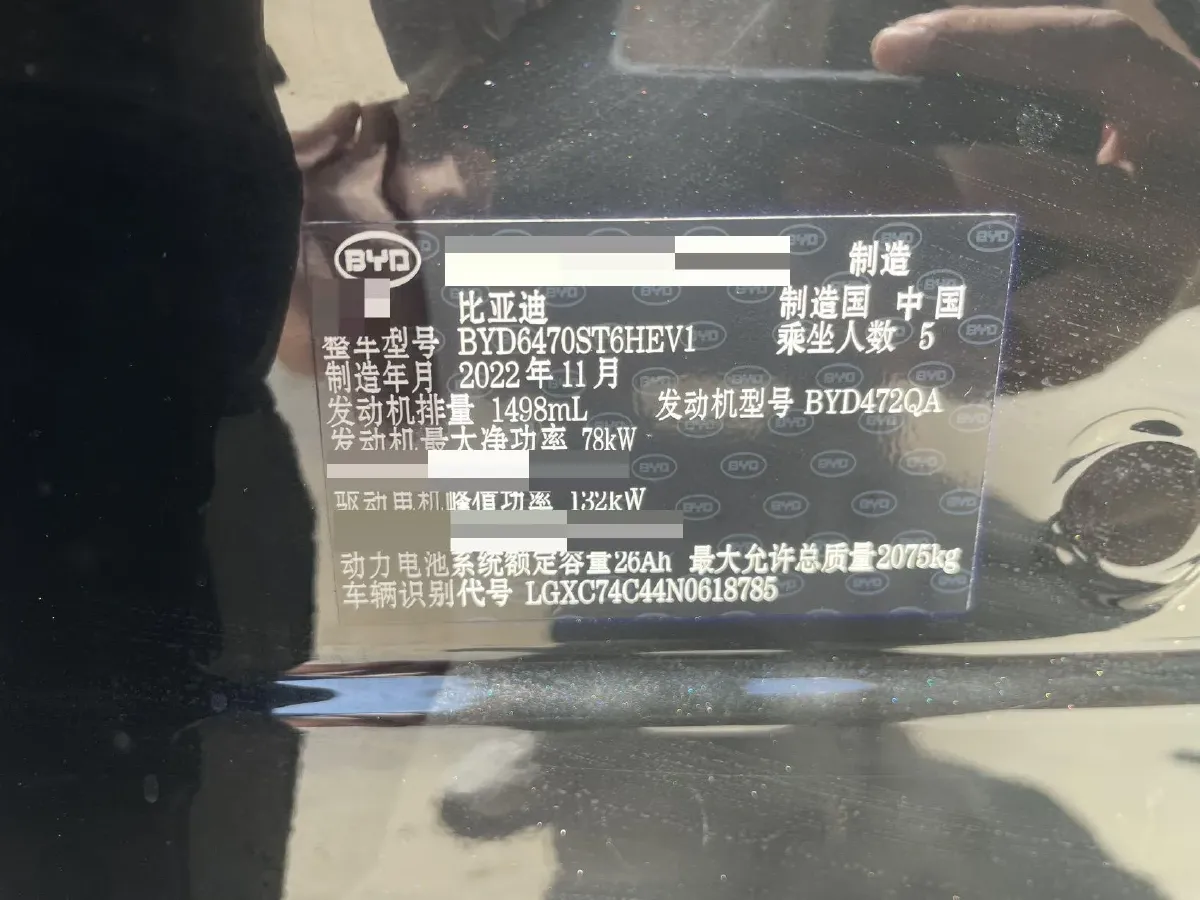 BYD 制造
比亚迪 制造国 中国
整车型号 BYD6470ST6HEV1 乘坐人数 5
制造年月 2022年11月
发动机排量 1498mL 发动机型号 BYD472QA
发动机最大净功率 78kW
驱动电机峰值功率 132kW
动力电池系统额定容量26Ah 最大允许总质量2075kg
车辆识别代号 LGXC74C44N0618785